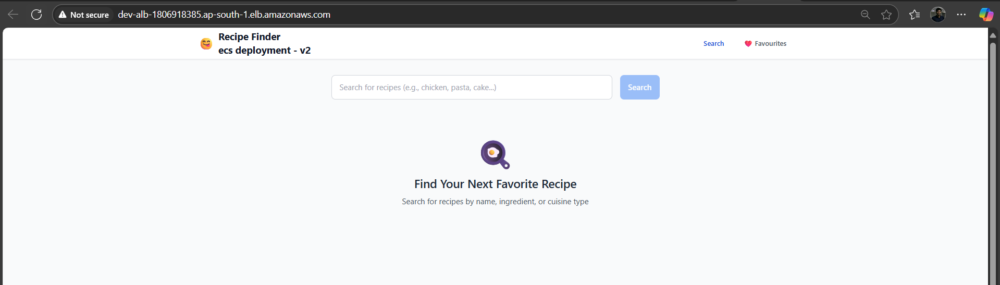 Not secure dev-alb-1806918385.ap-south-1.elb.amazonaws.com
Recipe Finder
ecs deployment - v2
Search
Favourites
Search for recipes (e.g., chicken, pasta, cake...)
Search
Find Your Next Favorite Recipe
Search for recipes by name, ingredient, or cuisine type